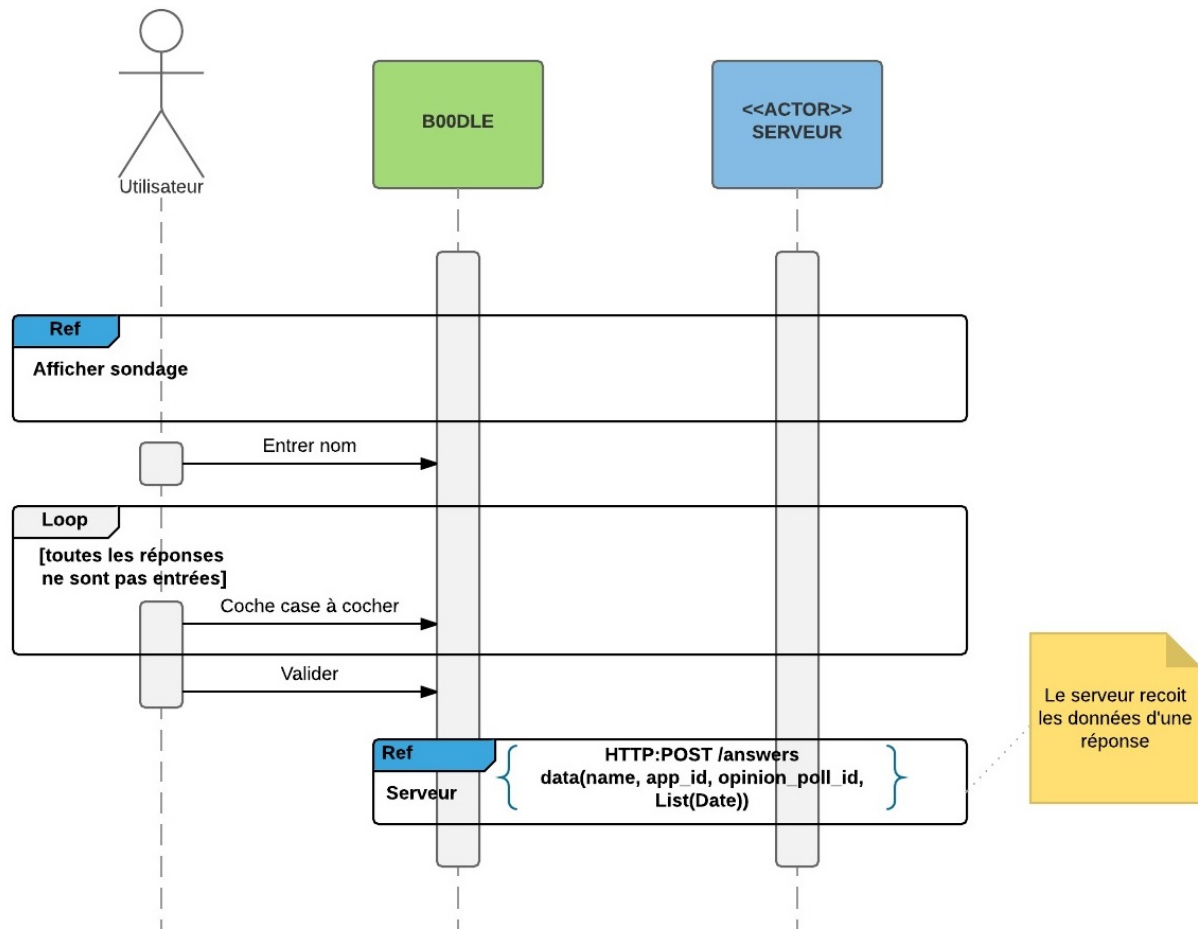 Utilisateur
B00DLE
<<ACTOR>>
SERVEUR
Ref
Afficher sondage
Entrer nom
Loop
[toutes les réponses
ne sont pas entrées]
Coche case à cocher
Valider
Ref
Serveur
HTTP:POST /answers
data(name, app_id, opinion_poll_id,
List(Date))
Le serveur recoit
les données d'une
réponse